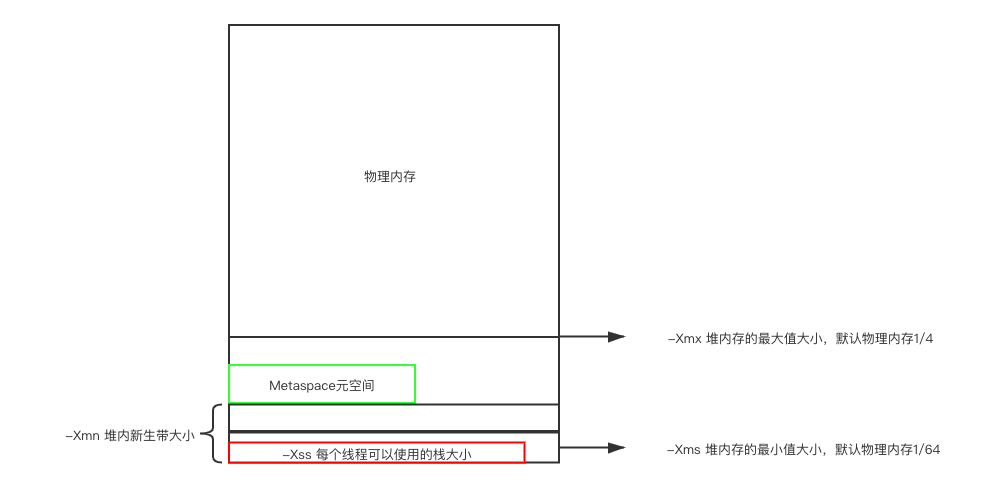 物理内存
–Xmx 堆内存的最大值大小，默认物理内存1/4
Metaspace元空间
–Xmn 堆内新生带大小
–Xms 堆内存的最小值大小，默认物理内存1/64
–Xss 每个线程可以使用的栈大小